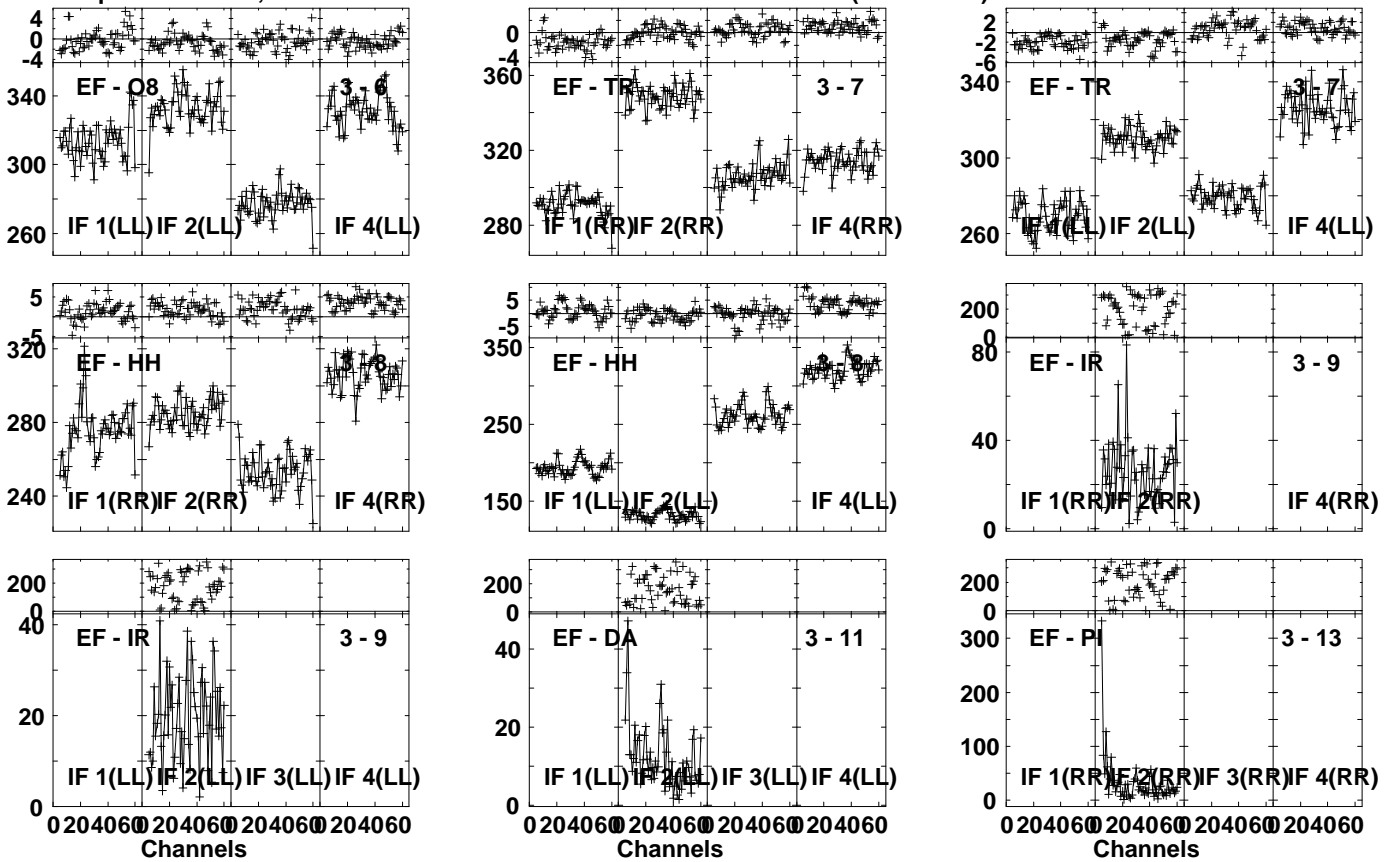 4
0
-4
340
300
260
EF - O8
3 - 6
IF 1(LL)
IF 2(LL)
IF 4(LL)
0
-4
360
320
280
EF - TR
3 - 7
IF 1(RR)
IF 2(RR)
IF 4(RR)
2
-2
-6
340
300
260
EF - TR
3 - 7
IF 1(LL)
IF 2(LL)
IF 4(LL)
5
-5
320
280
240
EF - HH
3 - 8
IF 1(RR)
IF 2(RR)
IF 4(RR)
5
-5
350
250
150
EF - HH
3 - 8
IF 1(LL)
IF 2(LL)
IF 4(LL)
200
0
80
40
0
EF - IR
3 - 9
IF 1(RR)
IF 2(RR)
IF 4(RR)
200
0
40
20
0
EF - IR
3 - 9
IF 1(LL)
IF 2(LL)
IF 3(LL)
IF 4(LL)
0 204060 0 204060 0 204060 0 204060
Channels
200
0
40
20
0
EF - DA
3 - 11
IF 1(LL)
IF 2(LL)
IF 3(LL)
IF 4(LL)
0 204060 0 204060 0 204060 0 204060
Channels
200
0
300
200
100
0
EF - PI
3 - 13
IF 1(RR)
IF 2(RR)
IF 3(RR)
IF 4(RR)
0 204060 0 204060 0 204060 0 204060
Channels